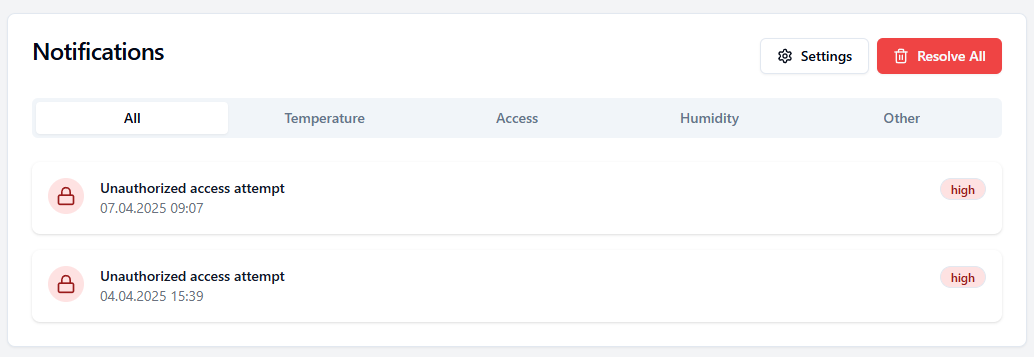 Notifications
Settings
Resolve All
All
Temperature
Access
Humidity
Other
Unauthorized access attempt
high
07.04.2025 09:07
Unauthorized access attempt
high
04.04.2025 15:39